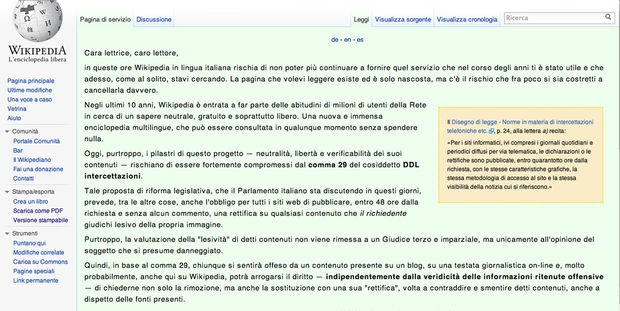 Pagina di servizio
Discussione
Leggi
Visualizza sorgente
Visualizza cronologia
Ricerca
WIKIPEDIA
L'enciclopedia libera
Pagina principale
Ultime modifiche
Una voce a caso
Vetrina
Aiuto
Comunità
Portale Comunità
Bar
Il Wikipediano
Fai una donazione
Contatti
Stampa/esporta
Crea un libro
Scarica come PDF
Versione stampabile
Strumenti
Puntano qui
Modifiche correlate
Carica su Commons
Pagine speciali
Link permanente
de - en - es
Cara lettrice, caro lettore,
in queste ore Wikipedia in lingua italiana rischia di non poter più continuare a fornire quel servizio che nel corso degli anni ti è stato utile e che
adesso, come al solito, stavi cercando. La pagina che volevi leggere esiste ed è solo nascosta, ma c'è il rischio che fra poco si sia costretti a
cancellarla davvero.
Negli ultimi 10 anni, Wikipedia è entrata a far parte delle abitudini di milioni di utenti della Rete
in cerca di un sapere neutrale, gratuito e soprattutto libero. Una nuova e immensa
enciclopedia multilingue, che può essere consultata in qualunque momento senza spendere
nulla.
Oggi, purtroppo, i pilastri di questo progetto — neutralità, libertà e verificabilità dei suoi
contenuti — rischiano di essere fortemente compromessi dal comma 29 del cosiddetto DDL
intercettazioni.
Tale proposta di riforma legislativa, che il Parlamento italiano sta discutendo in questi giorni,
prevede, tra le altre cose, anche l'obbligo per tutti i siti web di pubblicare, entro 48 ore dalla
richiesta e senza alcun commento, una rettifica su qualsiasi contenuto che il richiedente
giudichi lesivo della propria immagine.
Purtroppo, la valutazione della "lesività" di detti contenuti non viene rimessa a un Giudice terzo e imparziale, ma unicamente all'opinione del
soggetto che si presume danneggiato.
Quindi, in base al comma 29, chiunque si sentirà offeso da un contenuto presente su un blog, su una testata giornalistica on-line e, molto
probabilmente, anche qui su Wikipedia, potrà arrogarsi il diritto — indipendentemente dalla veridicità delle informazioni ritenute offensive
— di chiederne non solo la rimozione, ma anche la sostituzione con una sua "rettifica", volta a contraddire e smentire detti contenuti, anche a
dispetto delle fonti presenti.
Il Disegno di legge - Norme in materia di intercettazioni
telefoniche etc., p. 24, alla lettera a) recita:
«Per i siti informatici, ivi compresi i giornali quotidiani e
periodici diffusi per via telematica, le dichiarazioni o le
rettifiche sono pubblicate, entro quarantotto ore dalla
richiesta, con le stesse caratteristiche grafiche, la
stessa metodologia di accesso al sito e la stessa
visibilità della notizia cui si riferiscono.»